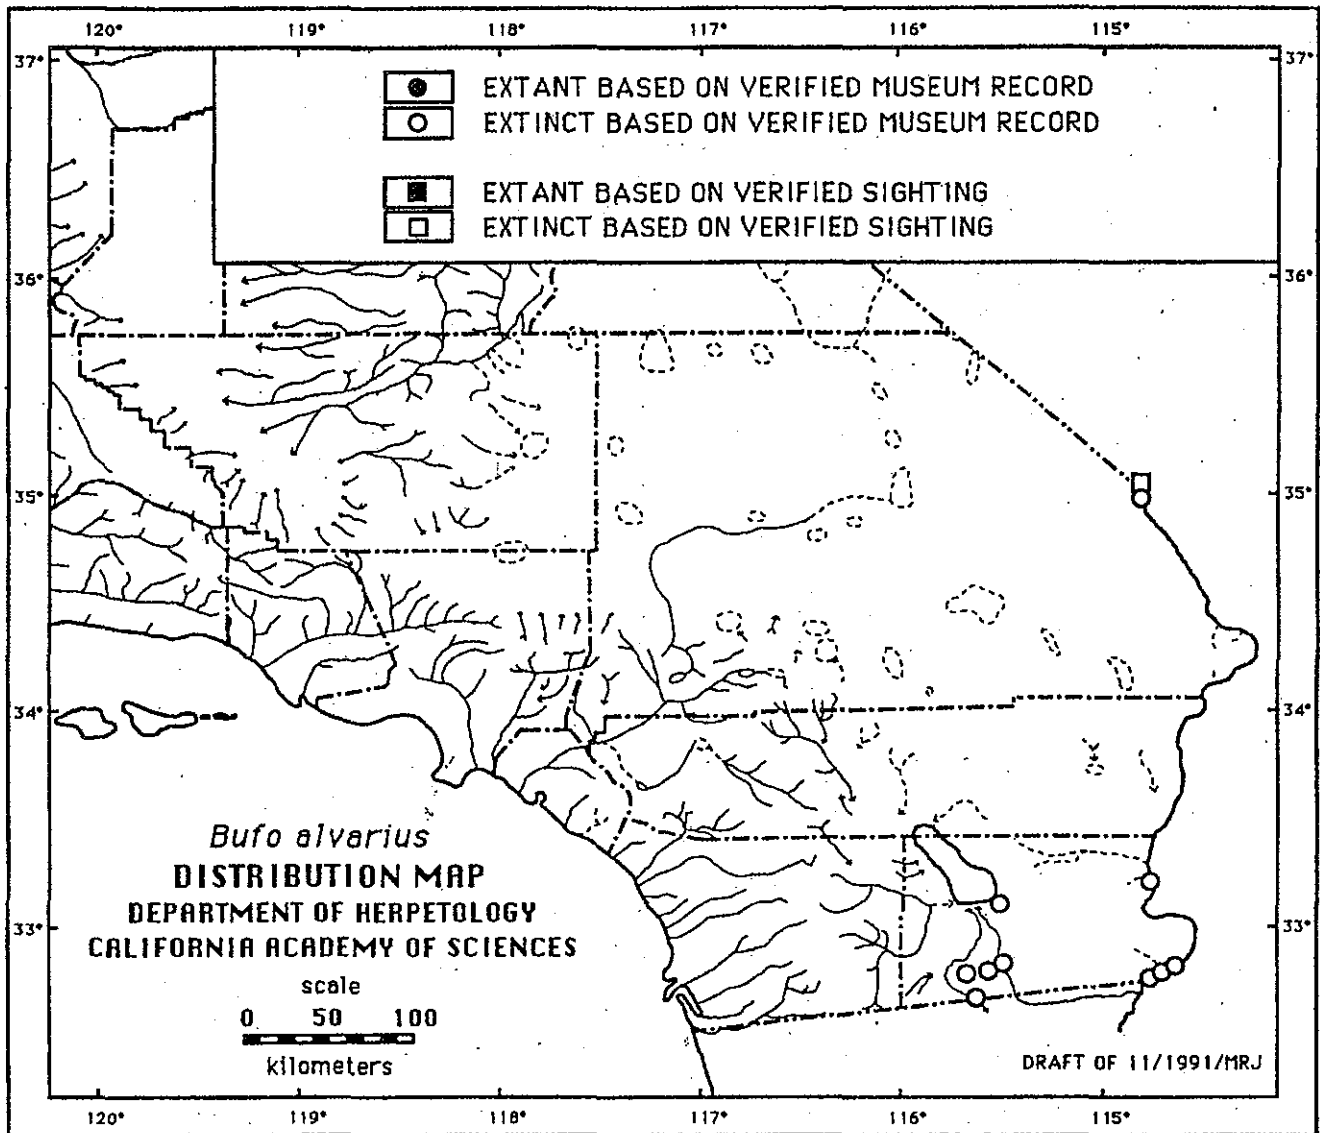 120° 119° 118° 117° 116° 115°
37° 37°
EXTANT BASED ON VERIFIED MUSEUM RECORD
EXTINCT BASED ON VERIFIED MUSEUM RECORD
EXTANT BASED ON VERIFIED SIGHTING
EXTINCT BASED ON VERIFIED SIGHTING
36° 36°
35° 35°
34° 34°
Bufo alvarius
DISTRIBUTION MAP
DEPARTMENT OF HERPETOLOGY
33° CALIFORNIA ACADEMY OF SCIENCES 33°
scale
0 50 100
kilometers
DRAFT OF 11/1991/MRJ
120° 119° 118° 117° 116° 115°